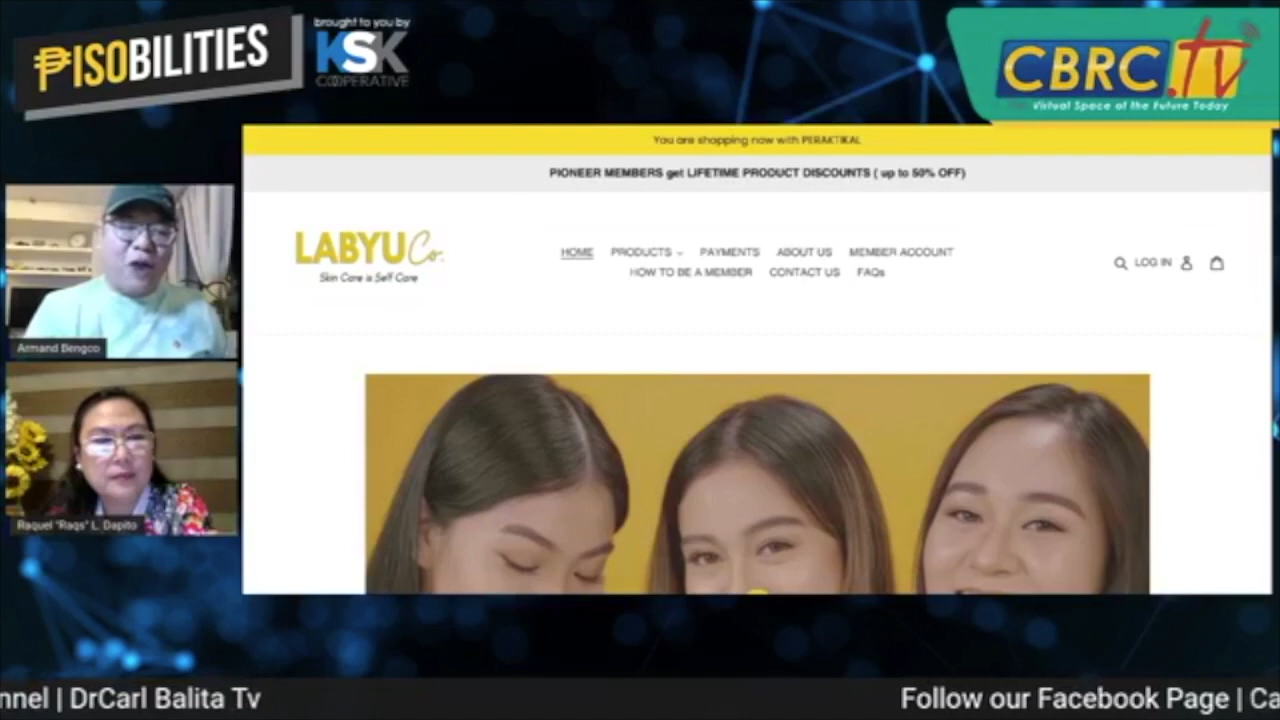 ₱ISOBILITIES
brought to you by
KSK
COOPERATIVE
CBRC.tv
Virtual Space of the Future Today
You are shopping now with PERAKTIKAL
PIONEER MEMBERS get LIFETIME PRODUCT DISCOUNTS ( up to 50% OFF)
LABYU Co.
Skin Care is Self Care
HOME PRODUCTS PAYMENTS ABOUT US MEMBER ACCOUNT
HOW TO BE A MEMBER CONTACT US FAQs
LOG IN
Armand Bengco
Raquel "Raqs" L. Dapito
nnel | DrCarl Balita Tv
Follow our Facebook Page | Ca